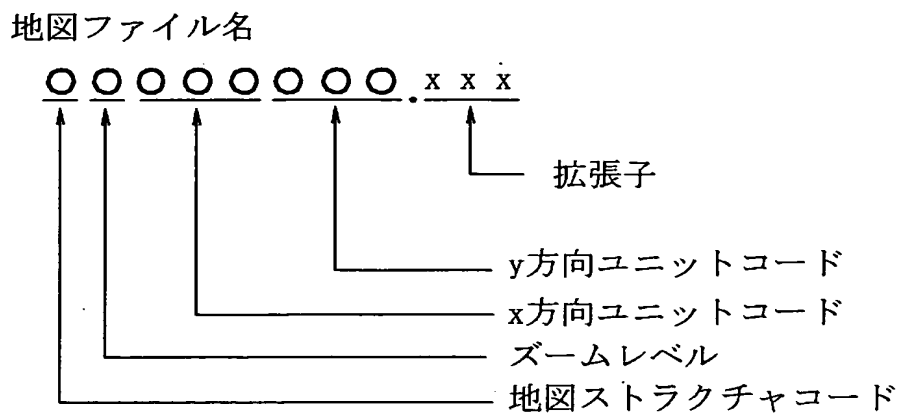 地図ファイル名
○○○○○○○.xxx
拡張子
y方向ユニットコード
x方向ユニットコード
ズームレベル
地図ストラクチャコード